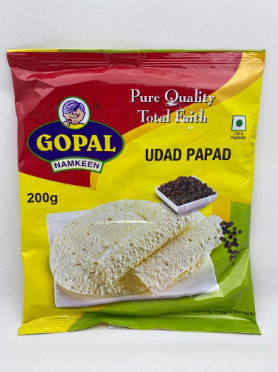 Pure Quality
Total Faith
GOPAL
NAMKEEN
UDAD PAPAD
200g